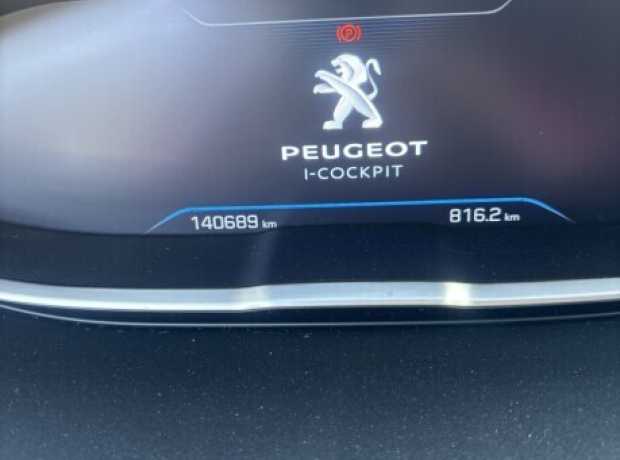 (P)
PEUGEOT
I-COCKPIT
140689 km 816.2 km